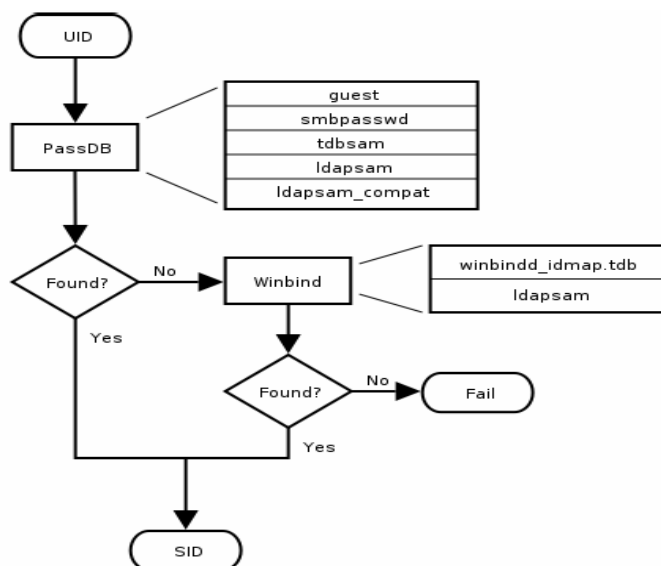 UID
PassDB
guest
smbpasswd
tdbsam
ldapsam
ldapsam_compat
Found?
No
Winbind
winbindd_idmap.tdb
ldapsam
Yes
Found?
No
Fail
Yes
SID